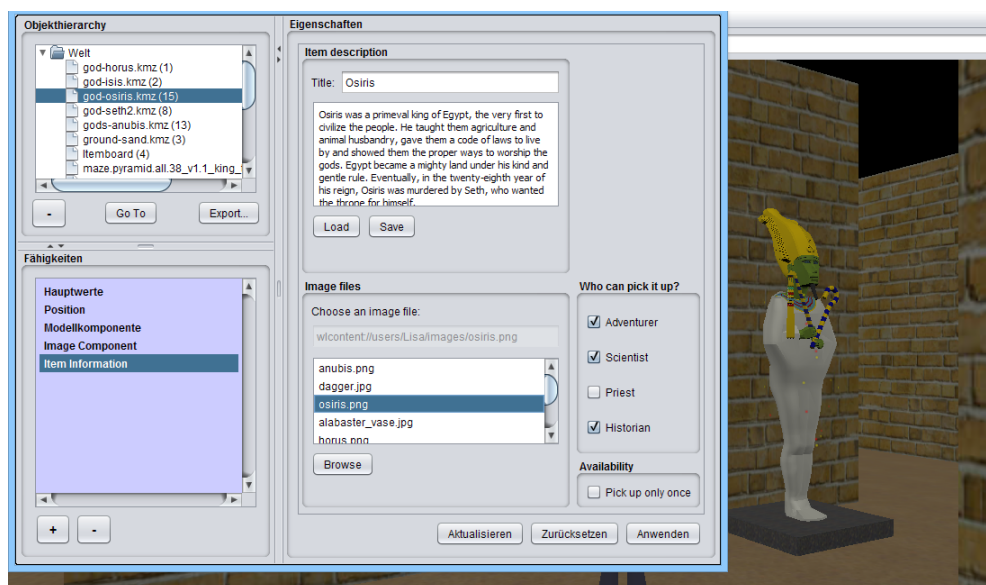 Objekthierarchy
Welt
god-horus.kmz (1)
god-isis.kmz (2)
god-osiris.kmz (15)
god-seth2.kmz (8)
gods-anubis.kmz (13)
ground-sand.kmz (3)
Itemboard (4)
maze.pyramid.all.38_v1.1_king_
-
Go To
Export...
Fähigkeiten
Hauptwerte
Position
Modellkomponente
Image Component
Item Information
+
-
Eigenschaften
Item description
Title: Osiris
Osiris was a primeval king of Egypt, the very first to
civilize the people. He taught them agriculture and
animal husbandry, gave them a code of laws to live
by and showed them the proper ways to worship the
gods. Egypt became a mighty land under his kind and
gentle rule. Eventually, in the twenty-eighth year of
his reign, Osiris was murdered by Seth, who wanted
the throne for himself.
Load
Save
Image files
Choose an image file:
wlcontent://users/Lisa/images/osiris.png
anubis.png
dagger.jpg
osiris.png
alabaster_vase.jpg
horus.png
Browse
Who can pick it up?
Adventurer
Scientist
Priest
Historian
Availability
Pick up only once
Aktualisieren
Zurücksetzen
Anwenden